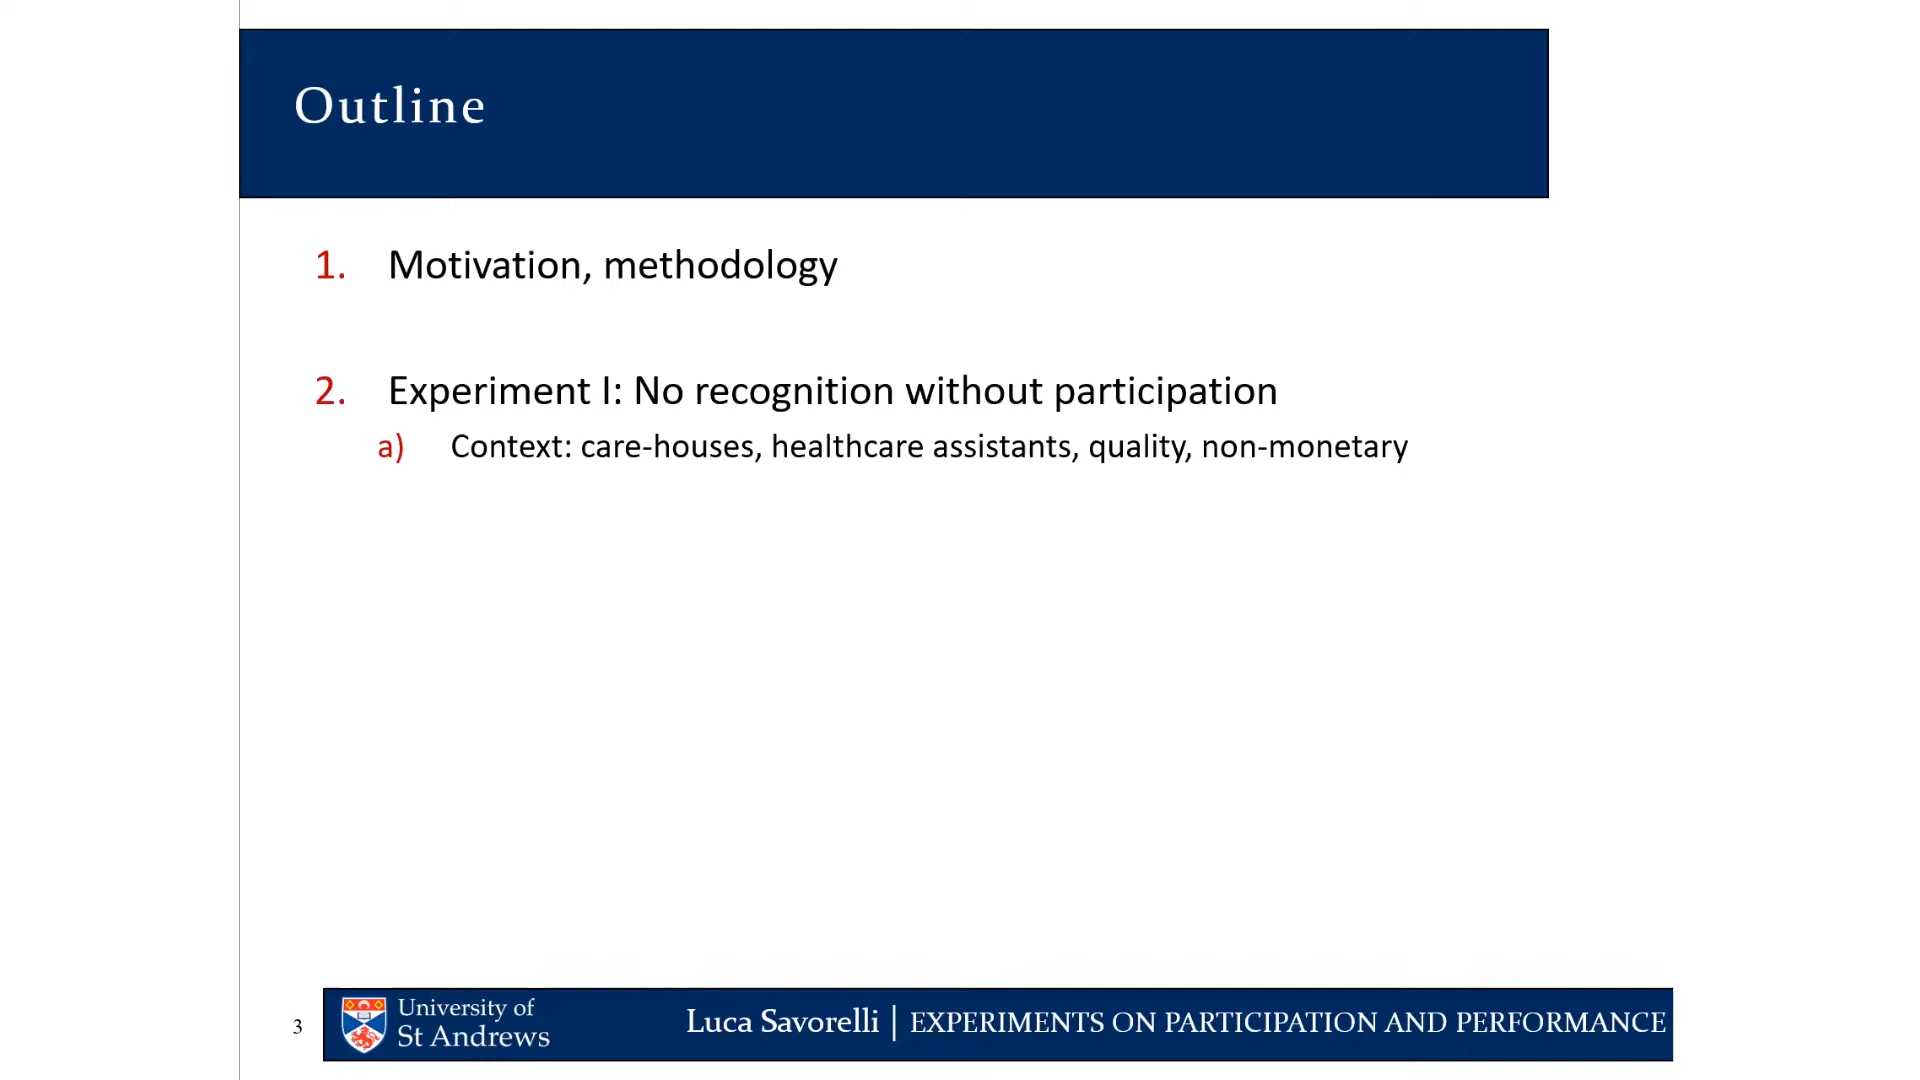 Outline
1. Motivation, methodology
2. Experiment I: No recognition without participation
a) Context: care-houses, healthcare assistants, quality, non-monetary
3
University of
St Andrews
Luca Savorelli | EXPERIMENTS ON PARTICIPATION AND PERFORMANCE